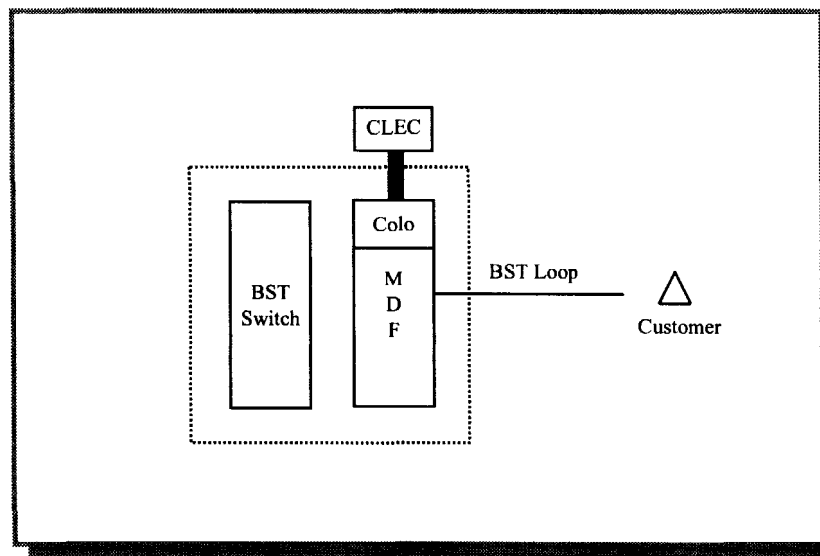 CLEC
Colo
BST
Switch
M
D
F
BST Loop
Customer